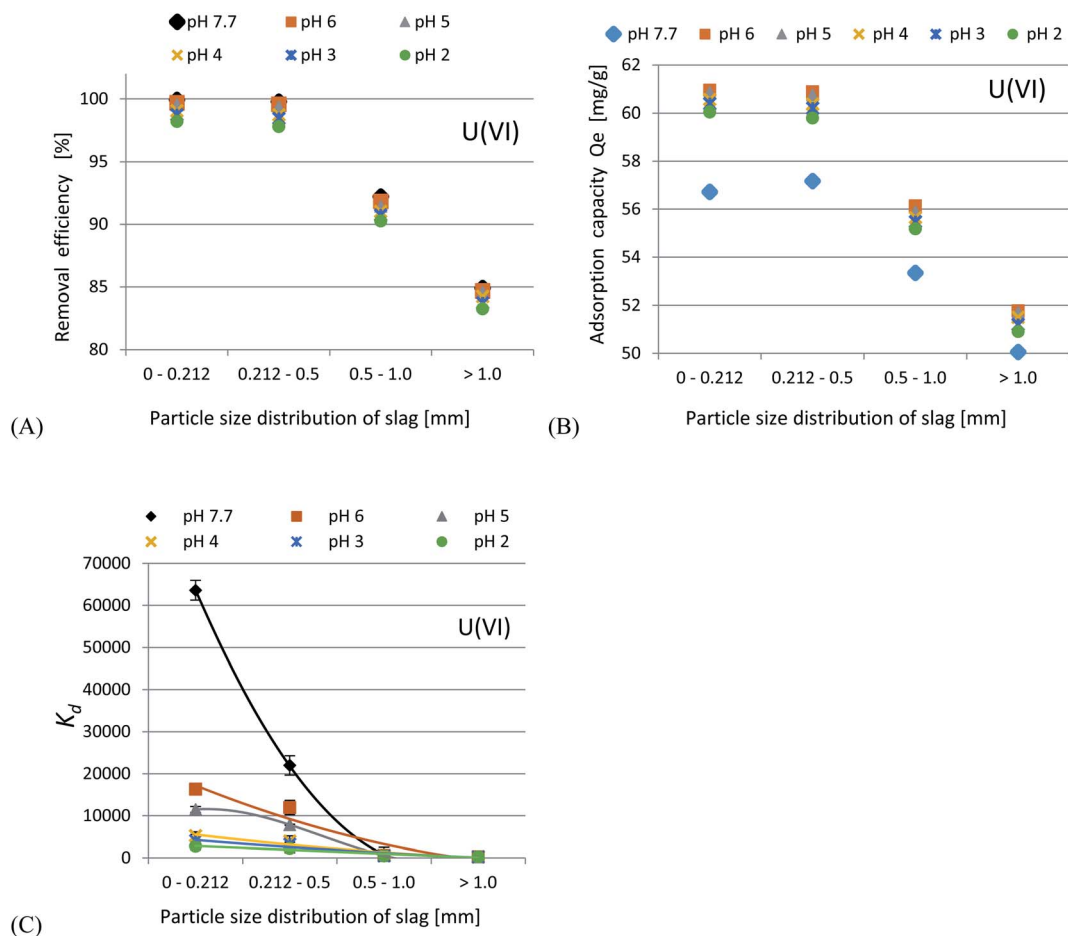 pH 7.7 pH 6 pH 5
pH 4 pH 3 pH 2
Removal efficiency [%]
100
95
90
85
80
U(VI)
0 - 0.212 0.212 - 0.5 0.5 - 1.0 > 1.0
Particle size distribution of slag [mm]
(A)
pH 7.7 pH 6 pH 5 pH 4 pH 3 pH 2
Adsorption capacity Qe [mg/g]
62
60
58
56
54
52
50
U(VI)
0 - 0.212 0.212 - 0.5 0.5 - 1.0 > 1.0
Particle size distribution of slag [mm]
(B)
pH 7.7 pH 6 pH 5
pH 4 pH 3 pH 2
Kd
70000
60000
50000
40000
30000
20000
10000
0
U(VI)
0 - 0.212 0.212 - 0.5 0.5 - 1.0 > 1.0
Particle size distribution of slag [mm]
(C)